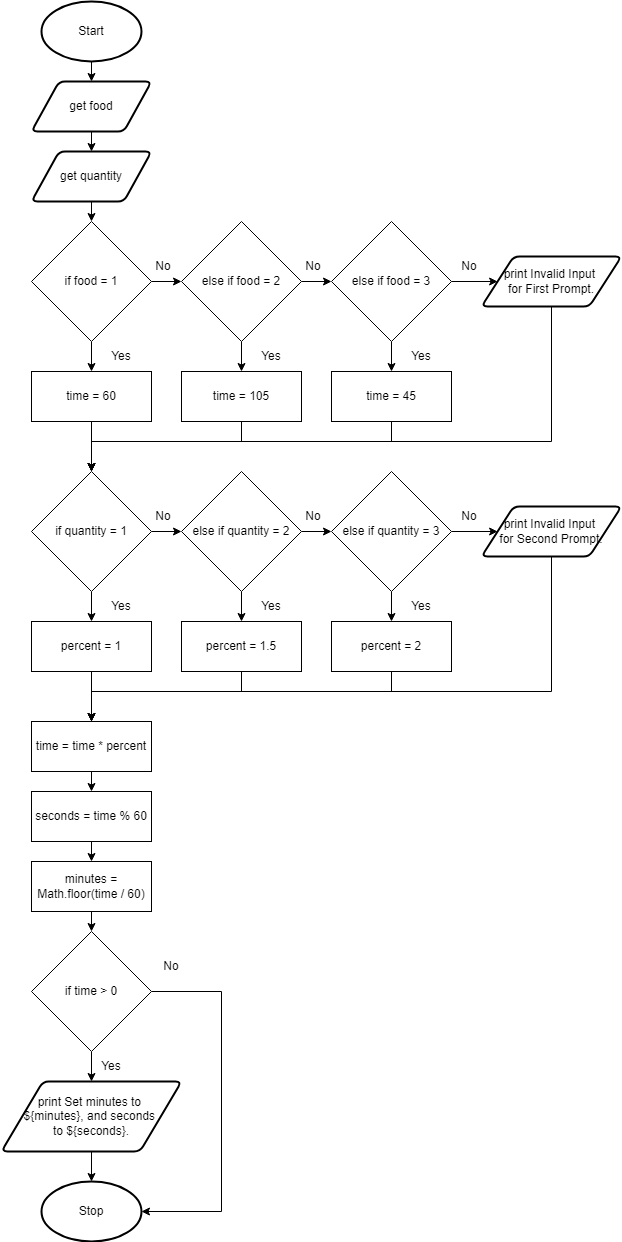 Start
get food
get quantity
if food = 1
No
else if food = 2
No
else if food = 3
No
print Invalid Input
for First Prompt.
Yes
Yes
Yes
time = 60
time = 105
time = 45
if quantity = 1
No
else if quantity = 2
No
else if quantity = 3
No
print Invalid Input
for Second Prompt.
Yes
Yes
Yes
percent = 1
percent = 1.5
percent = 2
time = time * percent
seconds = time % 60
minutes =
Math.floor(time / 60)
if time > 0
No
Yes
print Set minutes to
${minutes}, and seconds
to ${seconds}.
Stop